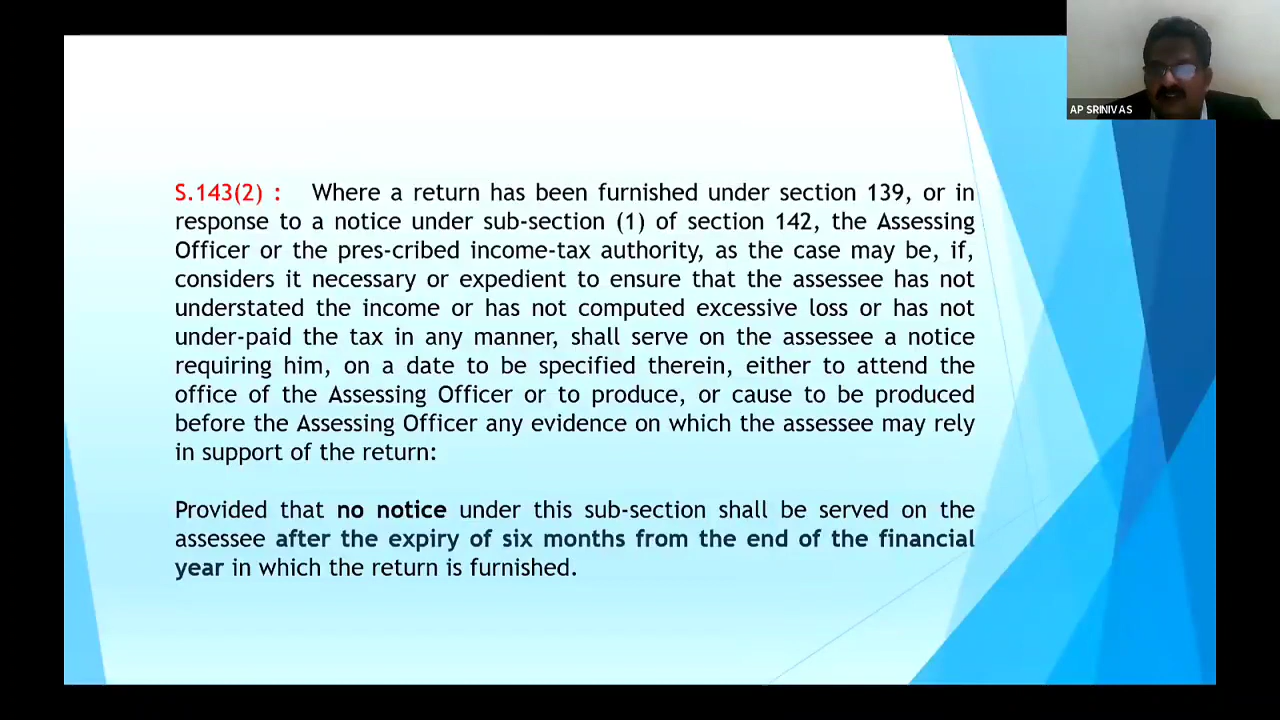 AP SRINIVAS
S.143(2) : Where a return has been furnished under section 139, or in
response to a notice under sub-section (1) of section 142, the Assessing
Officer or the pres-cribed income-tax authority, as the case may be, if,
considers it necessary or expedient to ensure that the assessee has not
understated the income or has not computed excessive loss or has not
under-paid the tax in any manner, shall serve on the assessee a notice
requiring him, on a date to be specified therein, either to attend the
office of the Assessing Officer or to produce, or cause to be produced
before the Assessing Officer any evidence on which the assessee may rely
in support of the return:
Provided that no notice under this sub-section shall be served on the
assessee after the expiry of six months from the end of the financial
year in which the return is furnished.